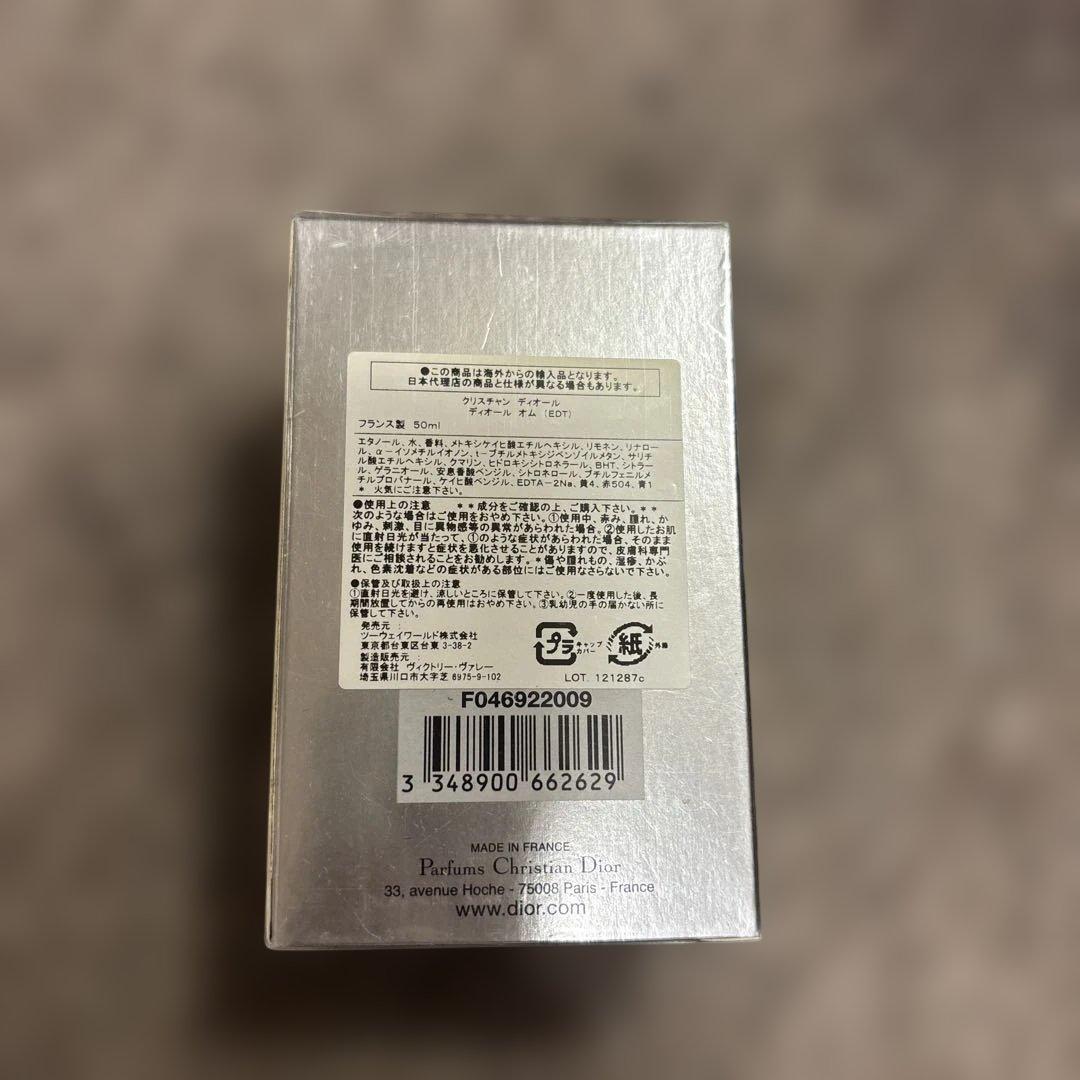 ●この商品は海外からの輸入品となります。
日本代理店の商品と仕様が異なる場合もあります。
クリスチャン ディオール
ディオール オム (EDT)
フランス製 50ml
エタノール、水、香料、メトキシケイヒ酸エチルヘキシル、リモネン、リナロー
ル、α-イソメチルイオノン、t-ブチルメトキシジベンゾイルメタン、サリチ
ル酸エチルヘキシル、クマリン、ヒドロキシシトロネラール、BHT、シトラー
ル、ゲラニオール、安息香酸ベンジル、シトロネロール、ブチルフェニルメ
チルプロパナール、ケイヒ酸ベンジル、EDTA-2Na、黄4、赤504、青1
* 火気にご注意下さい。
●使用上の注意 **成分をご確認の上、ご購入下さい。**
次のような場合はご使用をおやめ下さい。①使用中、赤み、腫れ、か
ゆみ、刺激、目に異物感等の異常があらわれた場合。②使用したお肌
に直射日光が当たって、①のような症状があらわれた場合、そのまま
使用を続けますと症状を悪化させることがありますので、皮膚科専門
医にご相談されることをお勧めします。*傷や腫れもの、湿疹、かぶ
れ、色素沈着などの症状がある部位にはご使用なさらないで下さい。
●保管及び取扱上の注意
①直射日光を避け、涼しいところに保管して下さい。②一度使用した後、長
期間放置してからの再使用はおやめ下さい。③乳幼児の手の届かない所に
保管して下さい。
発売元 :
ツーウェイワールド株式会社
東京都台東区台東 3-38-2
製造販売元 :
有限会社 ヴィクトリー・ヴァレー
埼玉県川口市大字芝 6975-9-102
プラ キャップ
カバー
紙 外箱
LOT. 121287c
F046922009
3 348900 662629
MADE IN FRANCE
Parfums Christian Dior
33, avenue Hoche - 75008 Paris - France
www.dior.com